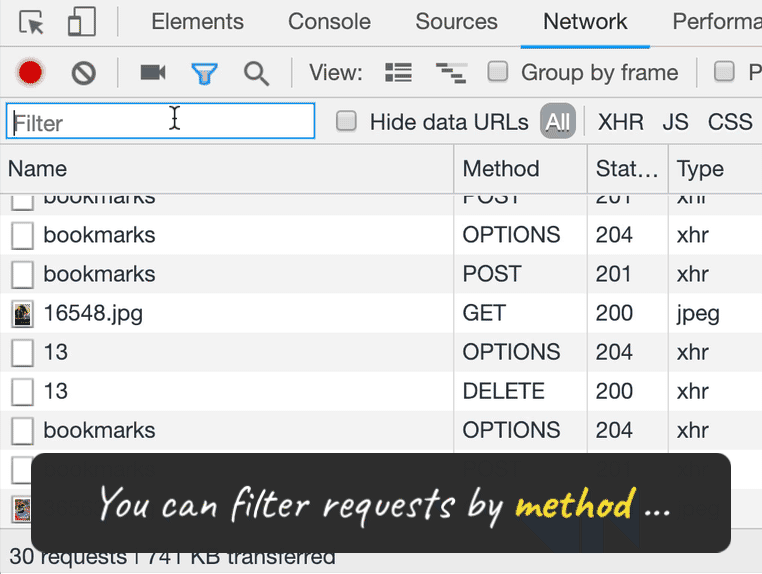 Elements Console Sources Network Performa
View: Group by frame P
Filter Hide data URLs All XHR JS CSS
Name Method Stat… Type
bookmarks POST 201 xhr
bookmarks OPTIONS 204 xhr
bookmarks POST 201 xhr
16548.jpg GET 200 jpeg
13 OPTIONS 204 xhr
13 DELETE 200 xhr
bookmarks OPTIONS 204 xhr
You can filter requests by method ...
30 requests | 741 KB transferred